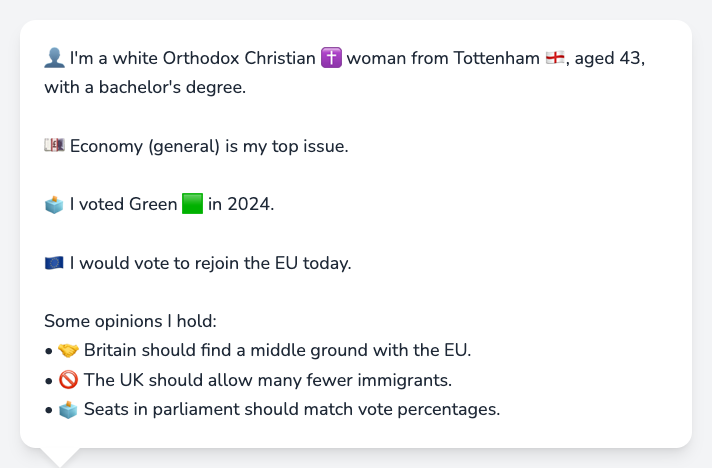 👤 I'm a white Orthodox Christian ✝️ woman from Tottenham 🏴󠁧󠁢󠁥󠁮󠁧󠁿, aged 43,
with a bachelor's degree.
💷 Economy (general) is my top issue.
🗳️ I voted Green 🟩 in 2024.
🇪🇺 I would vote to rejoin the EU today.
Some opinions I hold:
• 🤝 Britain should find a middle ground with the EU.
• 🚫 The UK should allow many fewer immigrants.
• 🗳️ Seats in parliament should match vote percentages.